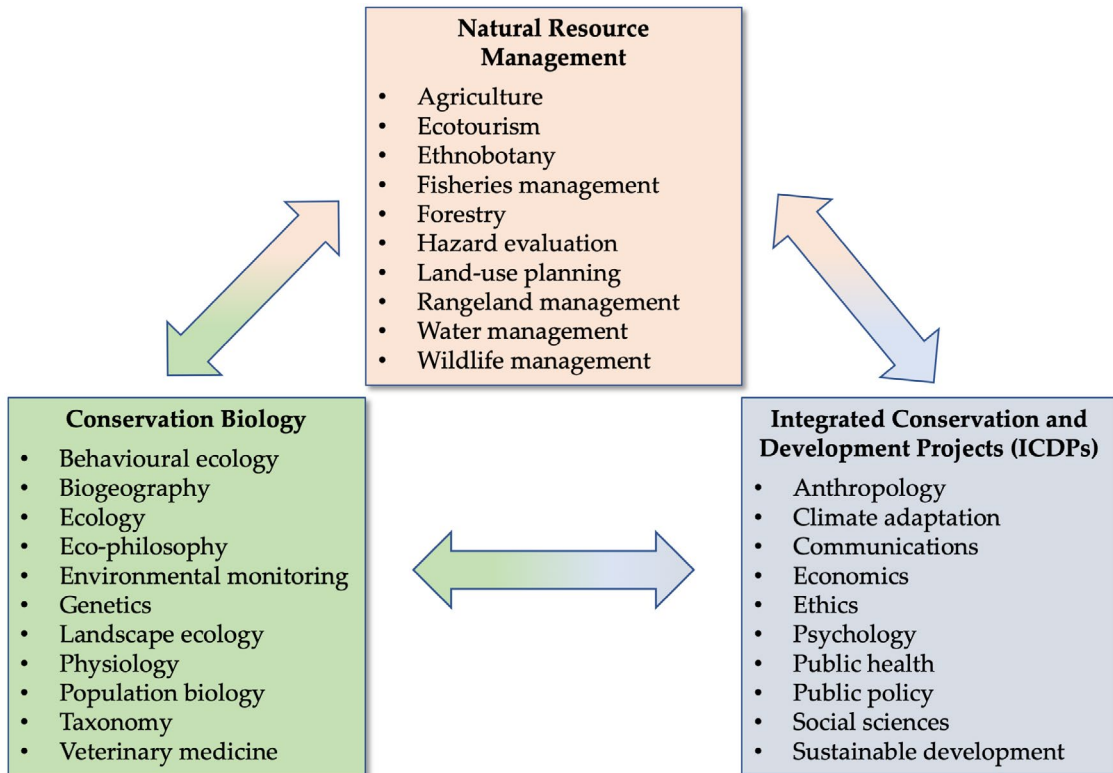 Natural Resource
Management
• Agriculture
• Ecotourism
• Ethnobotany
• Fisheries management
• Forestry
• Hazard evaluation
• Land-use planning
• Rangeland management
• Water management
• Wildlife management
Conservation Biology
• Behavioural ecology
• Biogeography
• Ecology
• Eco-philosophy
• Environmental monitoring
• Genetics
• Landscape ecology
• Physiology
• Population biology
• Taxonomy
• Veterinary medicine
Integrated Conservation and
Development Projects (ICDPs)
• Anthropology
• Climate adaptation
• Communications
• Economics
• Ethics
• Psychology
• Public health
• Public policy
• Social sciences
• Sustainable development